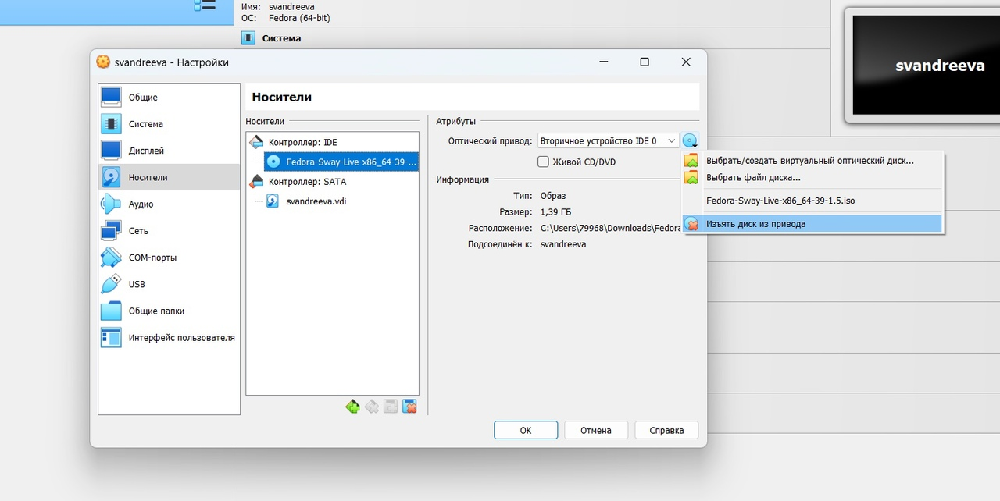 Имя: svandreeva
ОС: Fedora (64-bit)
Система
svandreeva
svandreeva - Настройки
Общие
Система
Дисплей
Носители
Аудио
Сеть
COM-порты
USB
Общие папки
Интерфейс пользователя
Носители
Носители
Контроллер: IDE
Fedora-Sway-Live-x86_64-39-...
Контроллер: SATA
svandreeva.vdi
Атрибуты
Оптический привод: Вторичное устройство IDE 0
Живой CD/DVD
Информация
Тип: Образ
Размер: 1,39 ГБ
Расположение: C:\Users\79968\Downloads\Fedora
Подсоединён к: svandreeva
Выбрать/создать виртуальный оптический диск...
Выбрать файл диска...
Fedora-Sway-Live-x86_64-39-1.5.iso
Изъять диск из привода
ОК
Отмена
Справка